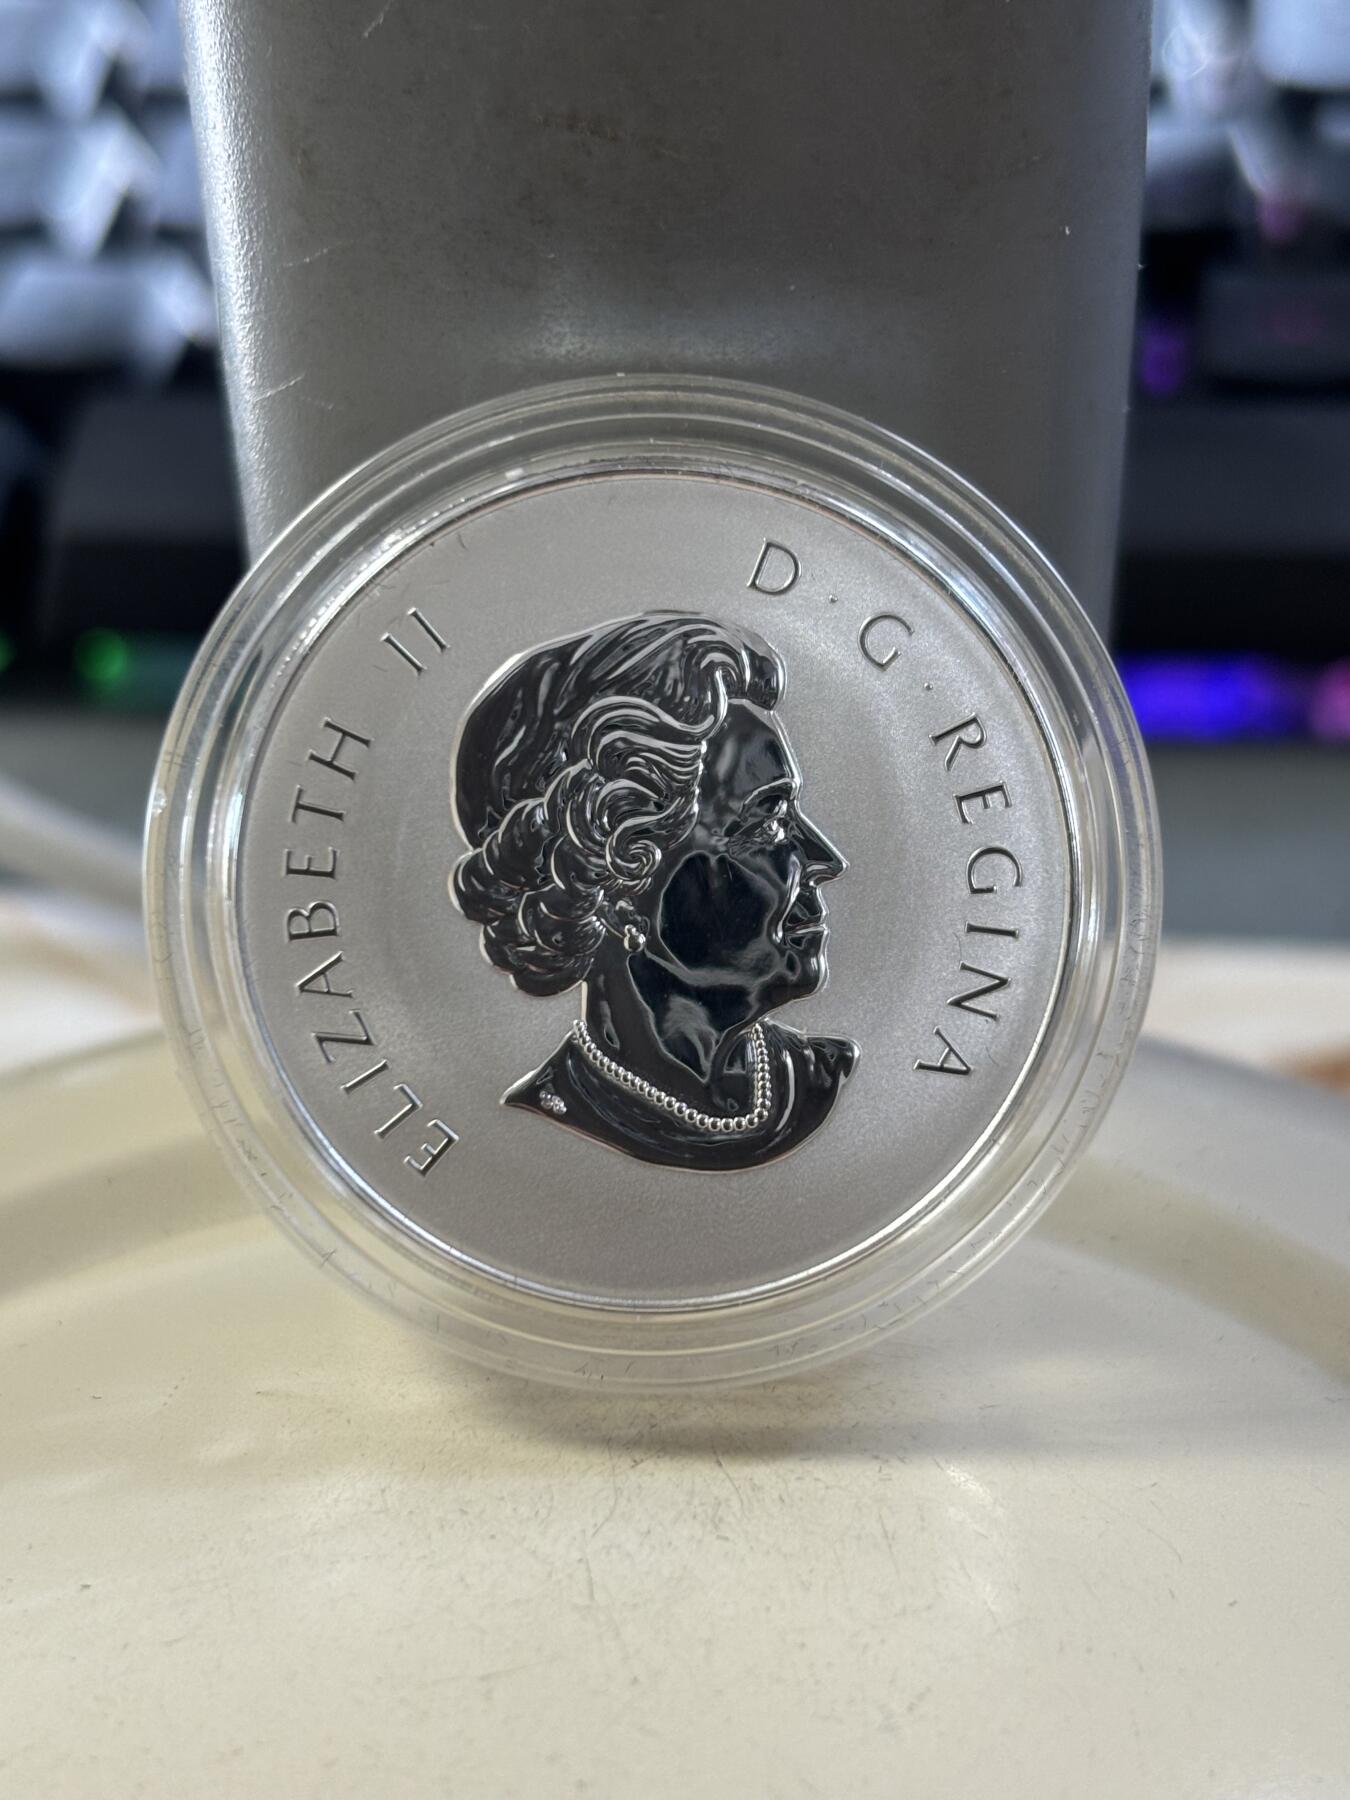 ELIZABETH II
D · G · REGINA